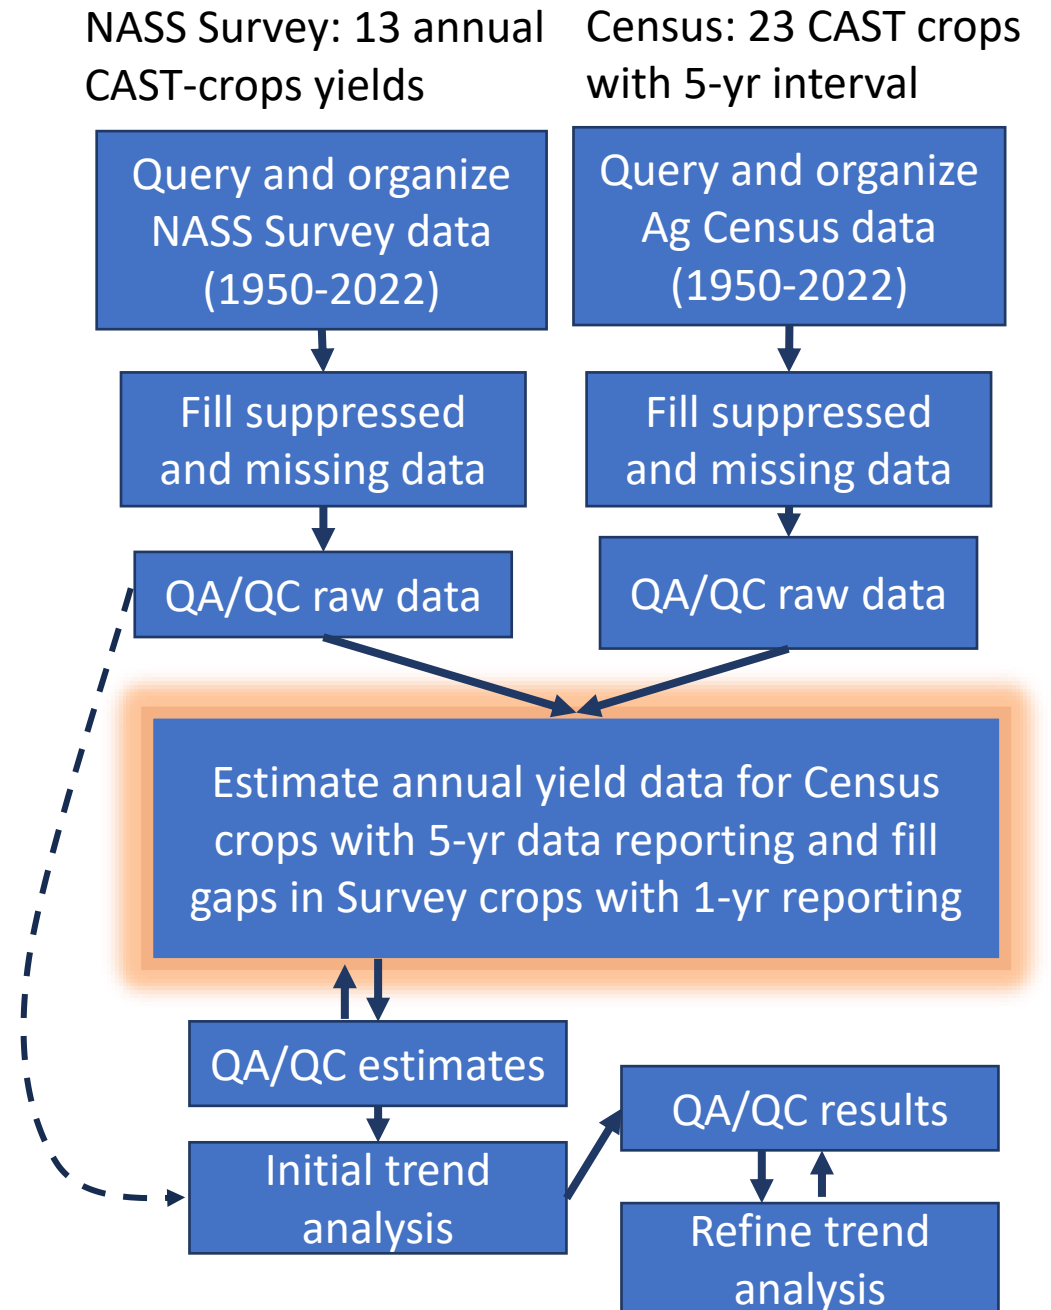 NASS Survey: 13 annual
CAST-crops yields
Census: 23 CAST crops
with 5-yr interval
Query and organize
NASS Survey data
(1950-2022)
Query and organize
Ag Census data
(1950-2022)
Fill suppressed
and missing data
Fill suppressed
and missing data
QA/QC raw data
QA/QC raw data
Estimate annual yield data for Census
crops with 5-yr data reporting and fill
gaps in Survey crops with 1-yr reporting
QA/QC estimates
Initial trend
analysis
QA/QC results
Refine trend
analysis